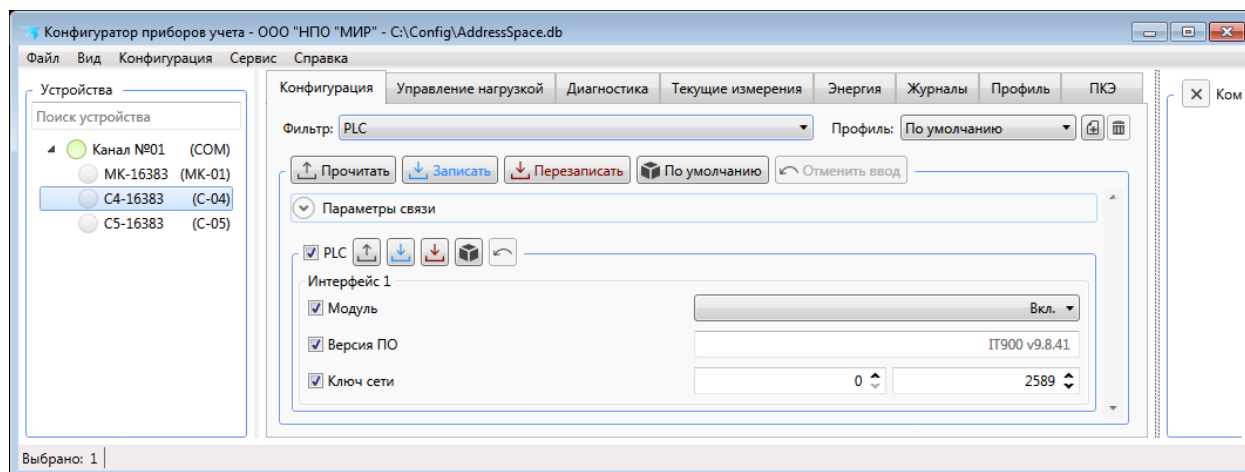 Конфигуратор приборов учета - ООО "НПО "МИР" - C:\Config\AddressSpace.db
Файл Вид Конфигурация Сервис Справка
Устройства
Поиск устройства
Канал №01 (COM)
МК-16383 (МК-01)
С4-16383 (С-04)
С5-16383 (С-05)
Конфигурация Управление нагрузкой Диагностика Текущие измерения Энергия Журналы Профиль ПКЭ
Фильтр: PLC Профиль: По умолчанию
Прочитать Записать Перезаписать По умолчанию Отменить ввод
Параметры связи
PLC
Интерфейс 1
Модуль Вкл.
Версия ПО IT900 v9.8.41
Ключ сети 0 2589
Ком
Выбрано: 1